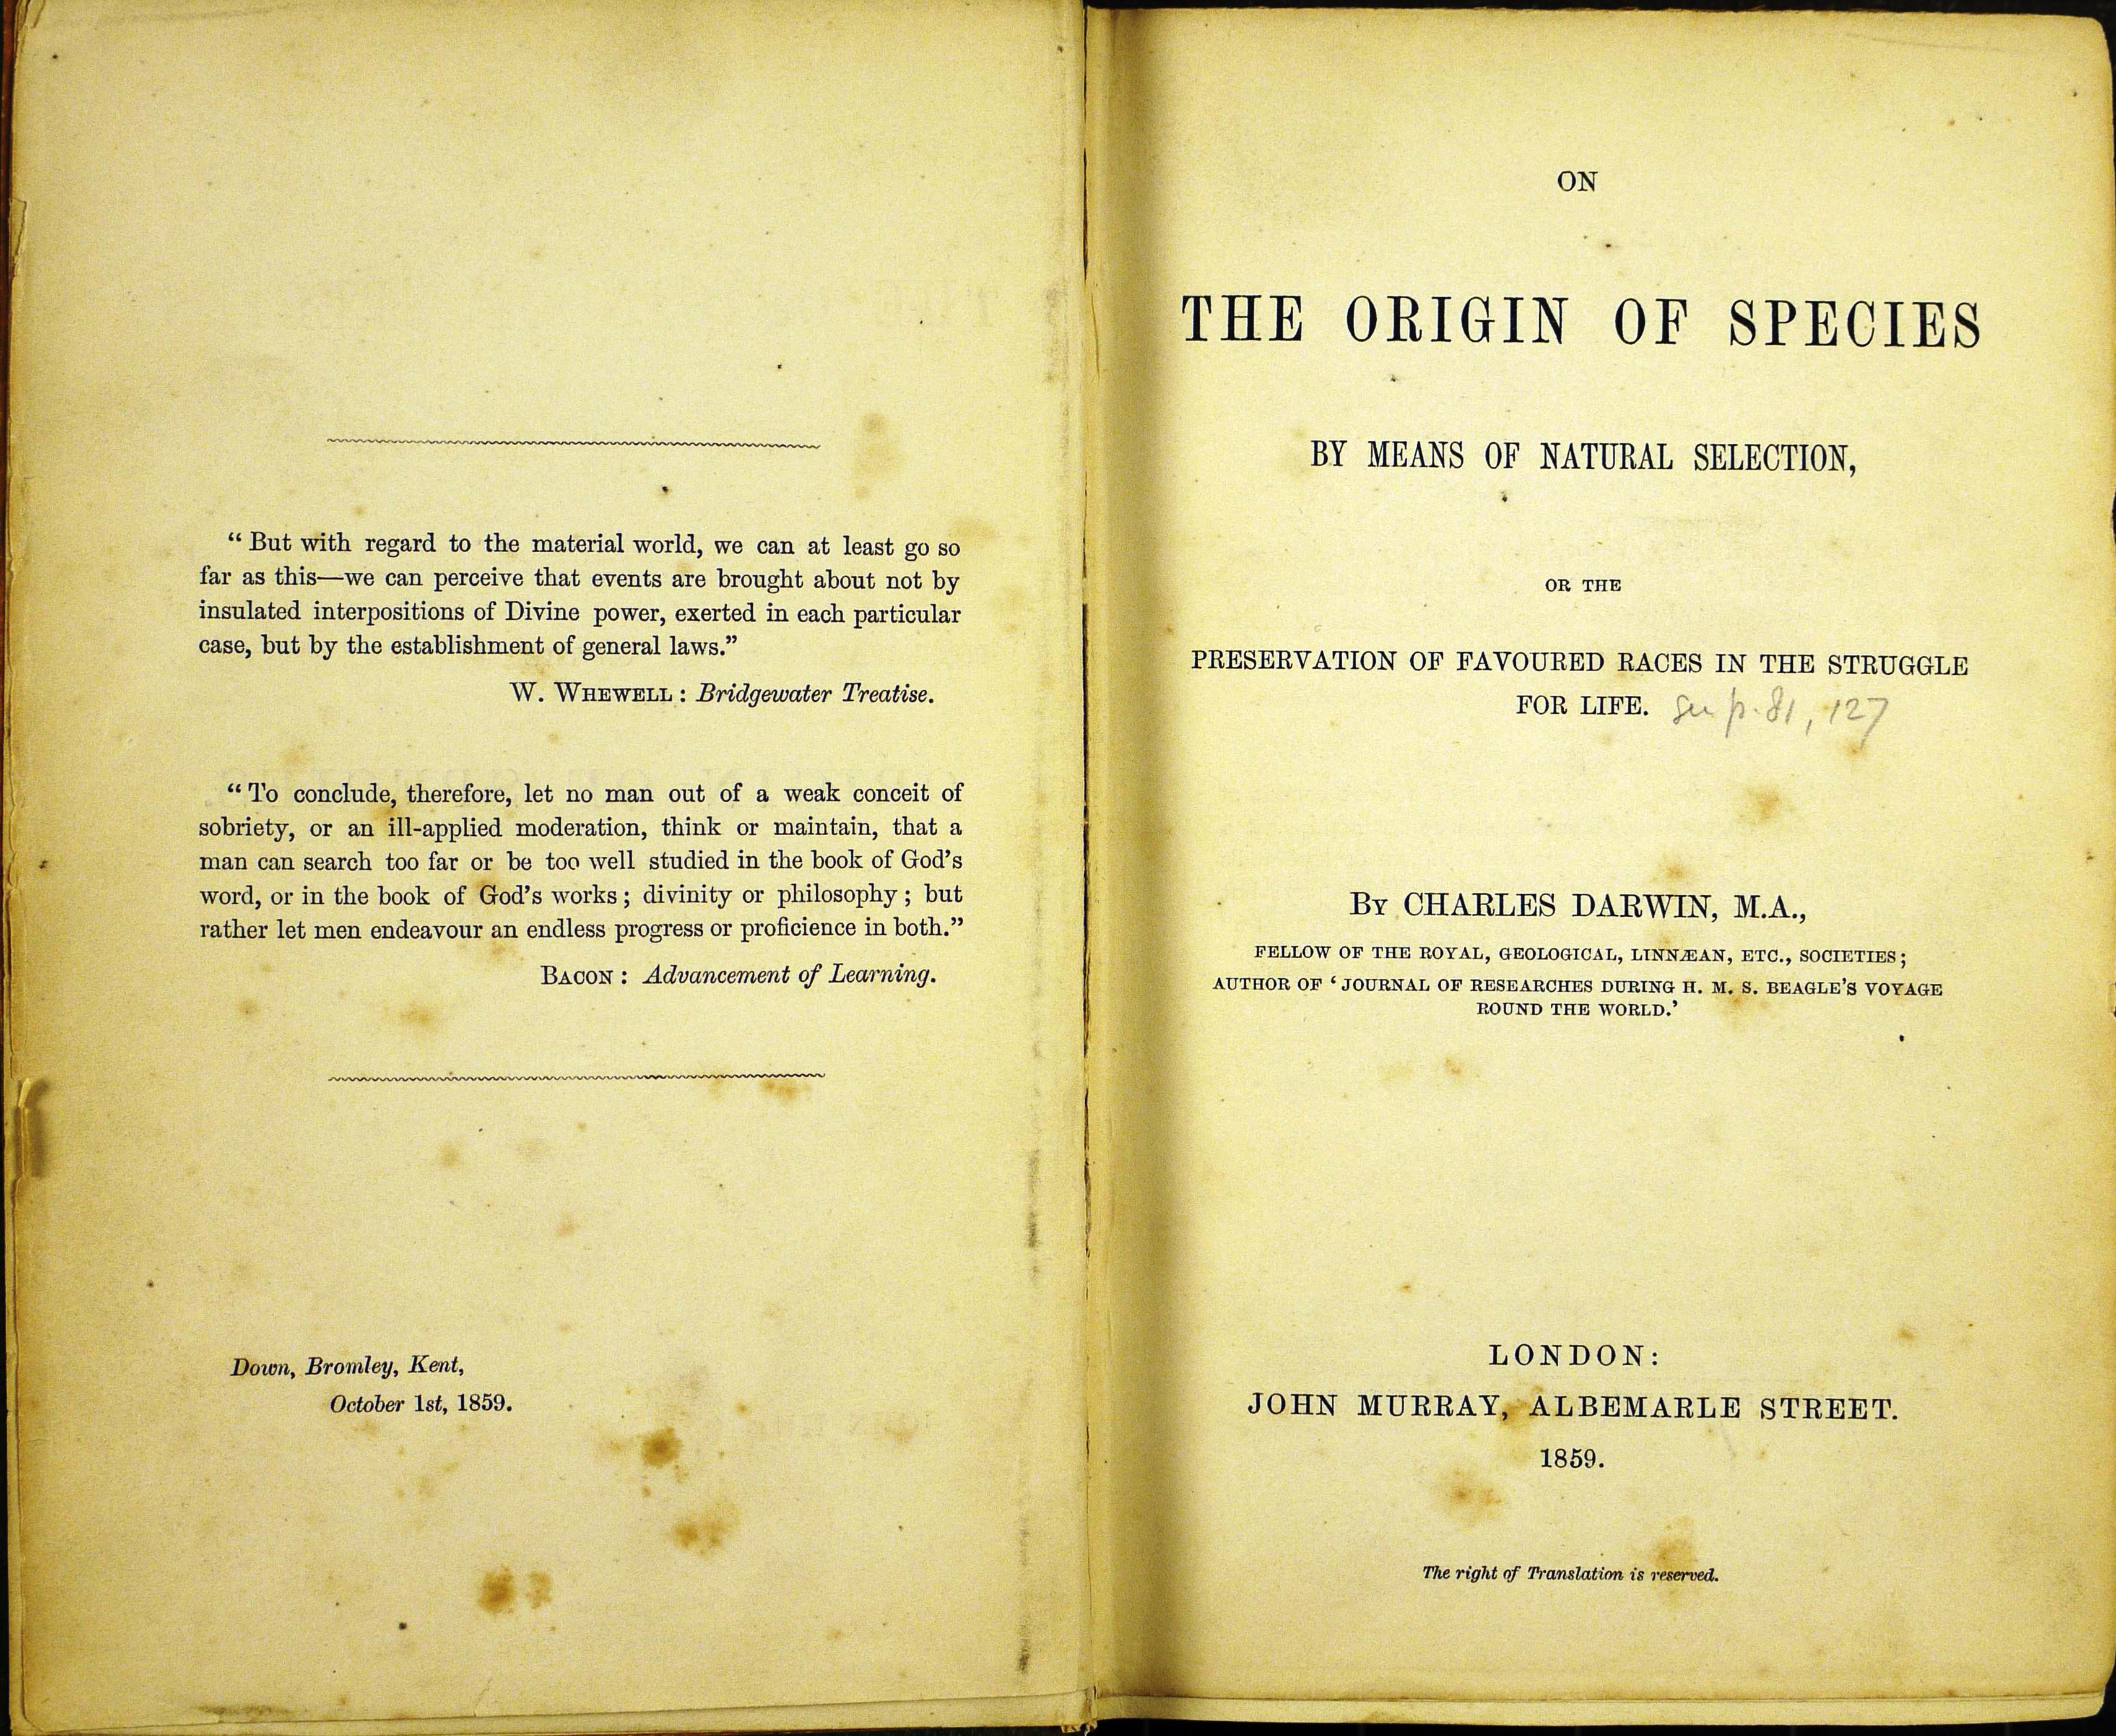 “ But with regard to the material world, we can at least go so
far as this—we can perceive that events are brought about not by
insulated interpositions of Divine power, exerted in each particular
case, but by the establishment of general laws.”
W. WHEWELL : Bridgewater Treatise.
“ To conclude, therefore, let no man out of a weak conceit of
sobriety, or an ill-applied moderation, think or maintain, that a
man can search too far or be too well studied in the book of God's
word, or in the book of God's works ; divinity or philosophy ; but
rather let men endeavour an endless progress or proficience in both.”
BACON : Advancement of Learning.
Down, Bromley, Kent,
October 1st, 1859.
ON
THE ORIGIN OF SPECIES
BY MEANS OF NATURAL SELECTION,
OR THE
PRESERVATION OF FAVOURED RACES IN THE STRUGGLE
FOR LIFE. p. 81, 127
BY CHARLES DARWIN, M.A.,
FELLOW OF THE ROYAL, GEOLOGICAL, LINNÆAN, ETC., SOCIETIES ;
AUTHOR OF ‘ JOURNAL OF RESEARCHES DURING H. M. S. BEAGLE'S VOYAGE
ROUND THE WORLD.’
LONDON :
JOHN MURRAY, ALBEMARLE STREET.
1859.
The right of Translation is reserved.